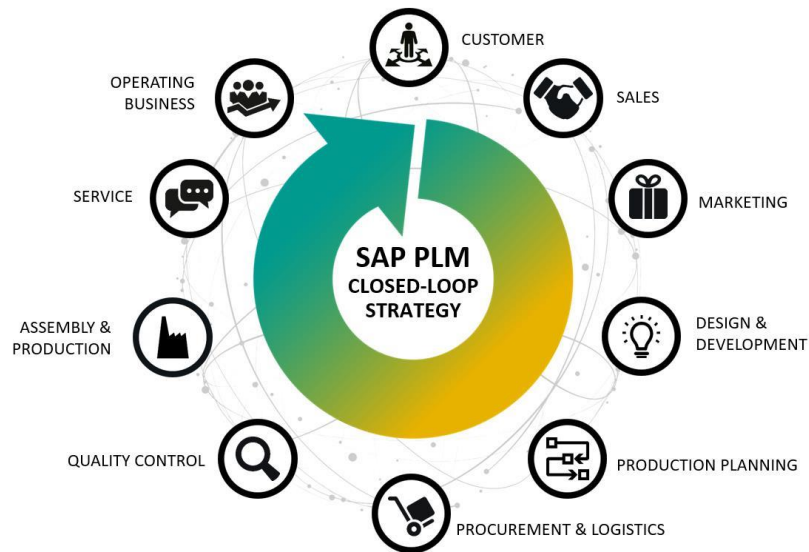 CUSTOMER
SALES
MARKETING
DESIGN &
DEVELOPMENT
PRODUCTION PLANNING
PROCUREMENT & LOGISTICS
QUALITY CONTROL
ASSEMBLY &
PRODUCTION
SERVICE
OPERATING
BUSINESS
SAP PLM
CLOSED-LOOP
STRATEGY